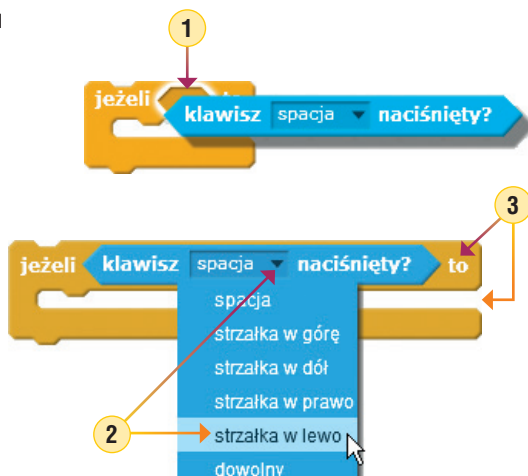 1
jeżeli to
klawisz spacja naciśnięty?
3
jeżeli klawisz spacja naciśnięty? to
spacja
strzałka w górę
strzałka w dół
strzałka w prawo
2
strzałka w lewo
dowolny